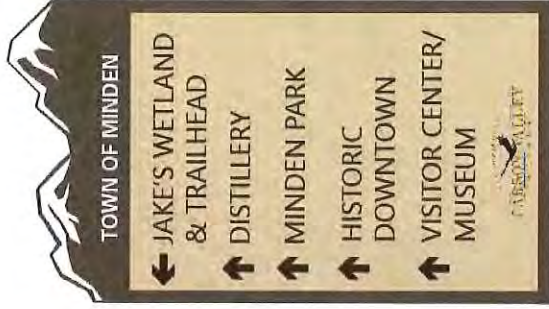 TOWN OF MINDEN
JAKE'S WETLAND
& TRAILHEAD
DISTILLERY
MINDEN PARK
HISTORIC
DOWNTOWN
VISITOR CENTER/
MUSEUM
CARSON VALLEY